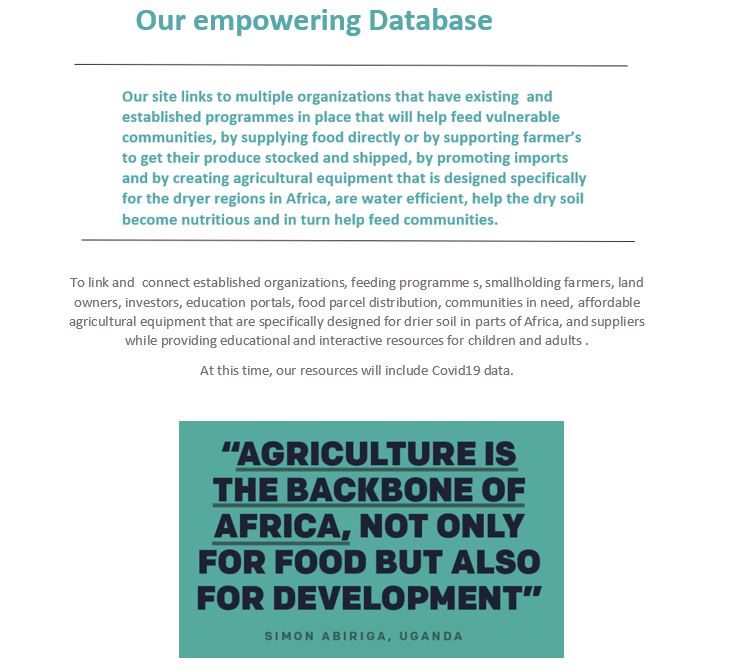 Our empowering Database
Our site links to multiple organizations that have existing and
established programmes in place that will help feed vulnerable
communities, by supplying food directly or by supporting farmer's
to get their produce stocked and shipped, by promoting imports
and by creating agricultural equipment that is designed specifically
for the dryer regions in Africa, are water efficient, help the dry soil
become nutritious and in turn help feed communities.
To link and connect established organizations, feeding programme s, smallholding farmers, land
owners, investors, education portals, food parcel distribution, communities in need, affordable
agricultural equipment that are specifically designed for drier soil in parts of Africa, and suppliers
while providing educational and interactive resources for children and adults .
At this time, our resources will include Covid19 data.
“AGRICULTURE IS
THE BACKBONE OF
AFRICA, NOT ONLY
FOR FOOD BUT ALSO
FOR DEVELOPMENT”
SIMON ABIRIGA, UGANDA